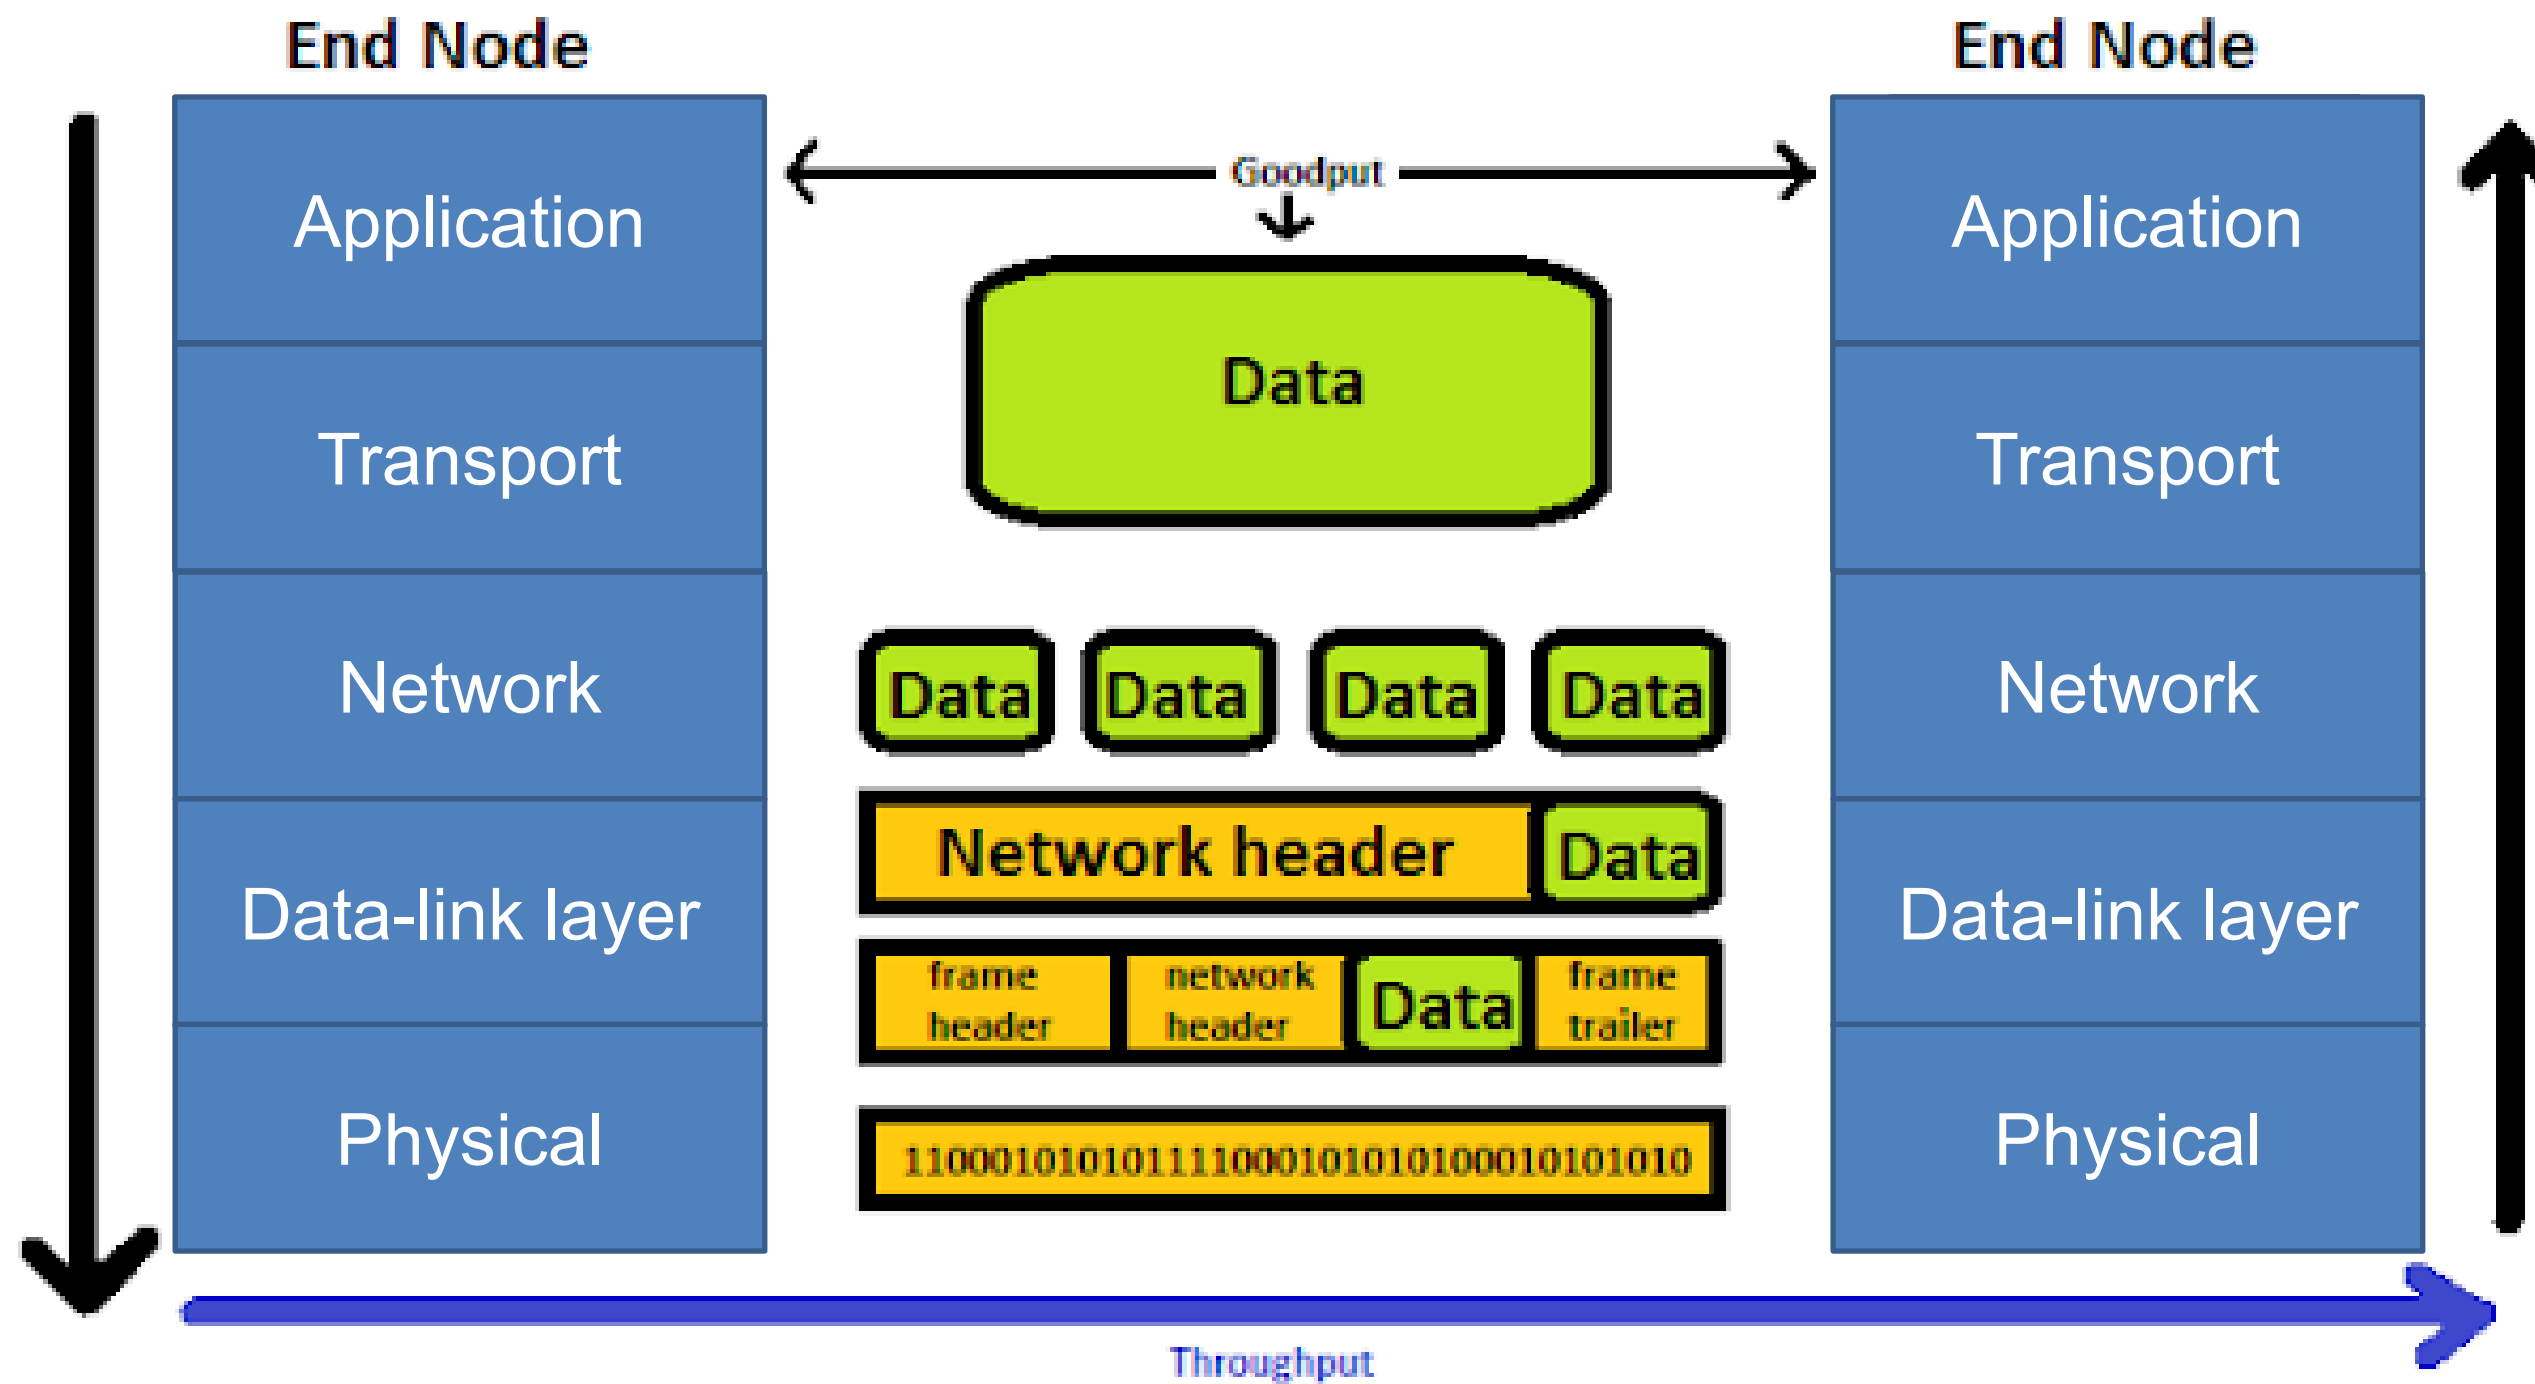 End Node
End Node
Application
Goodput
Application
Data
Transport
Transport
Network
Data Data Data Data
Network
Network header Data
Data-link layer
Data-link layer
frame header
network header
Data
frame trailer
Physical
110001010101111000101010100010101010
Physical
Throughput